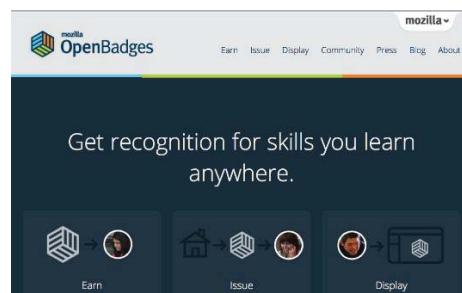 mozilla
mozilla
OpenBadges
Earn Issue Display Community Press Blog About
Get recognition for skills you learn
anywhere.
Earn Issue Display